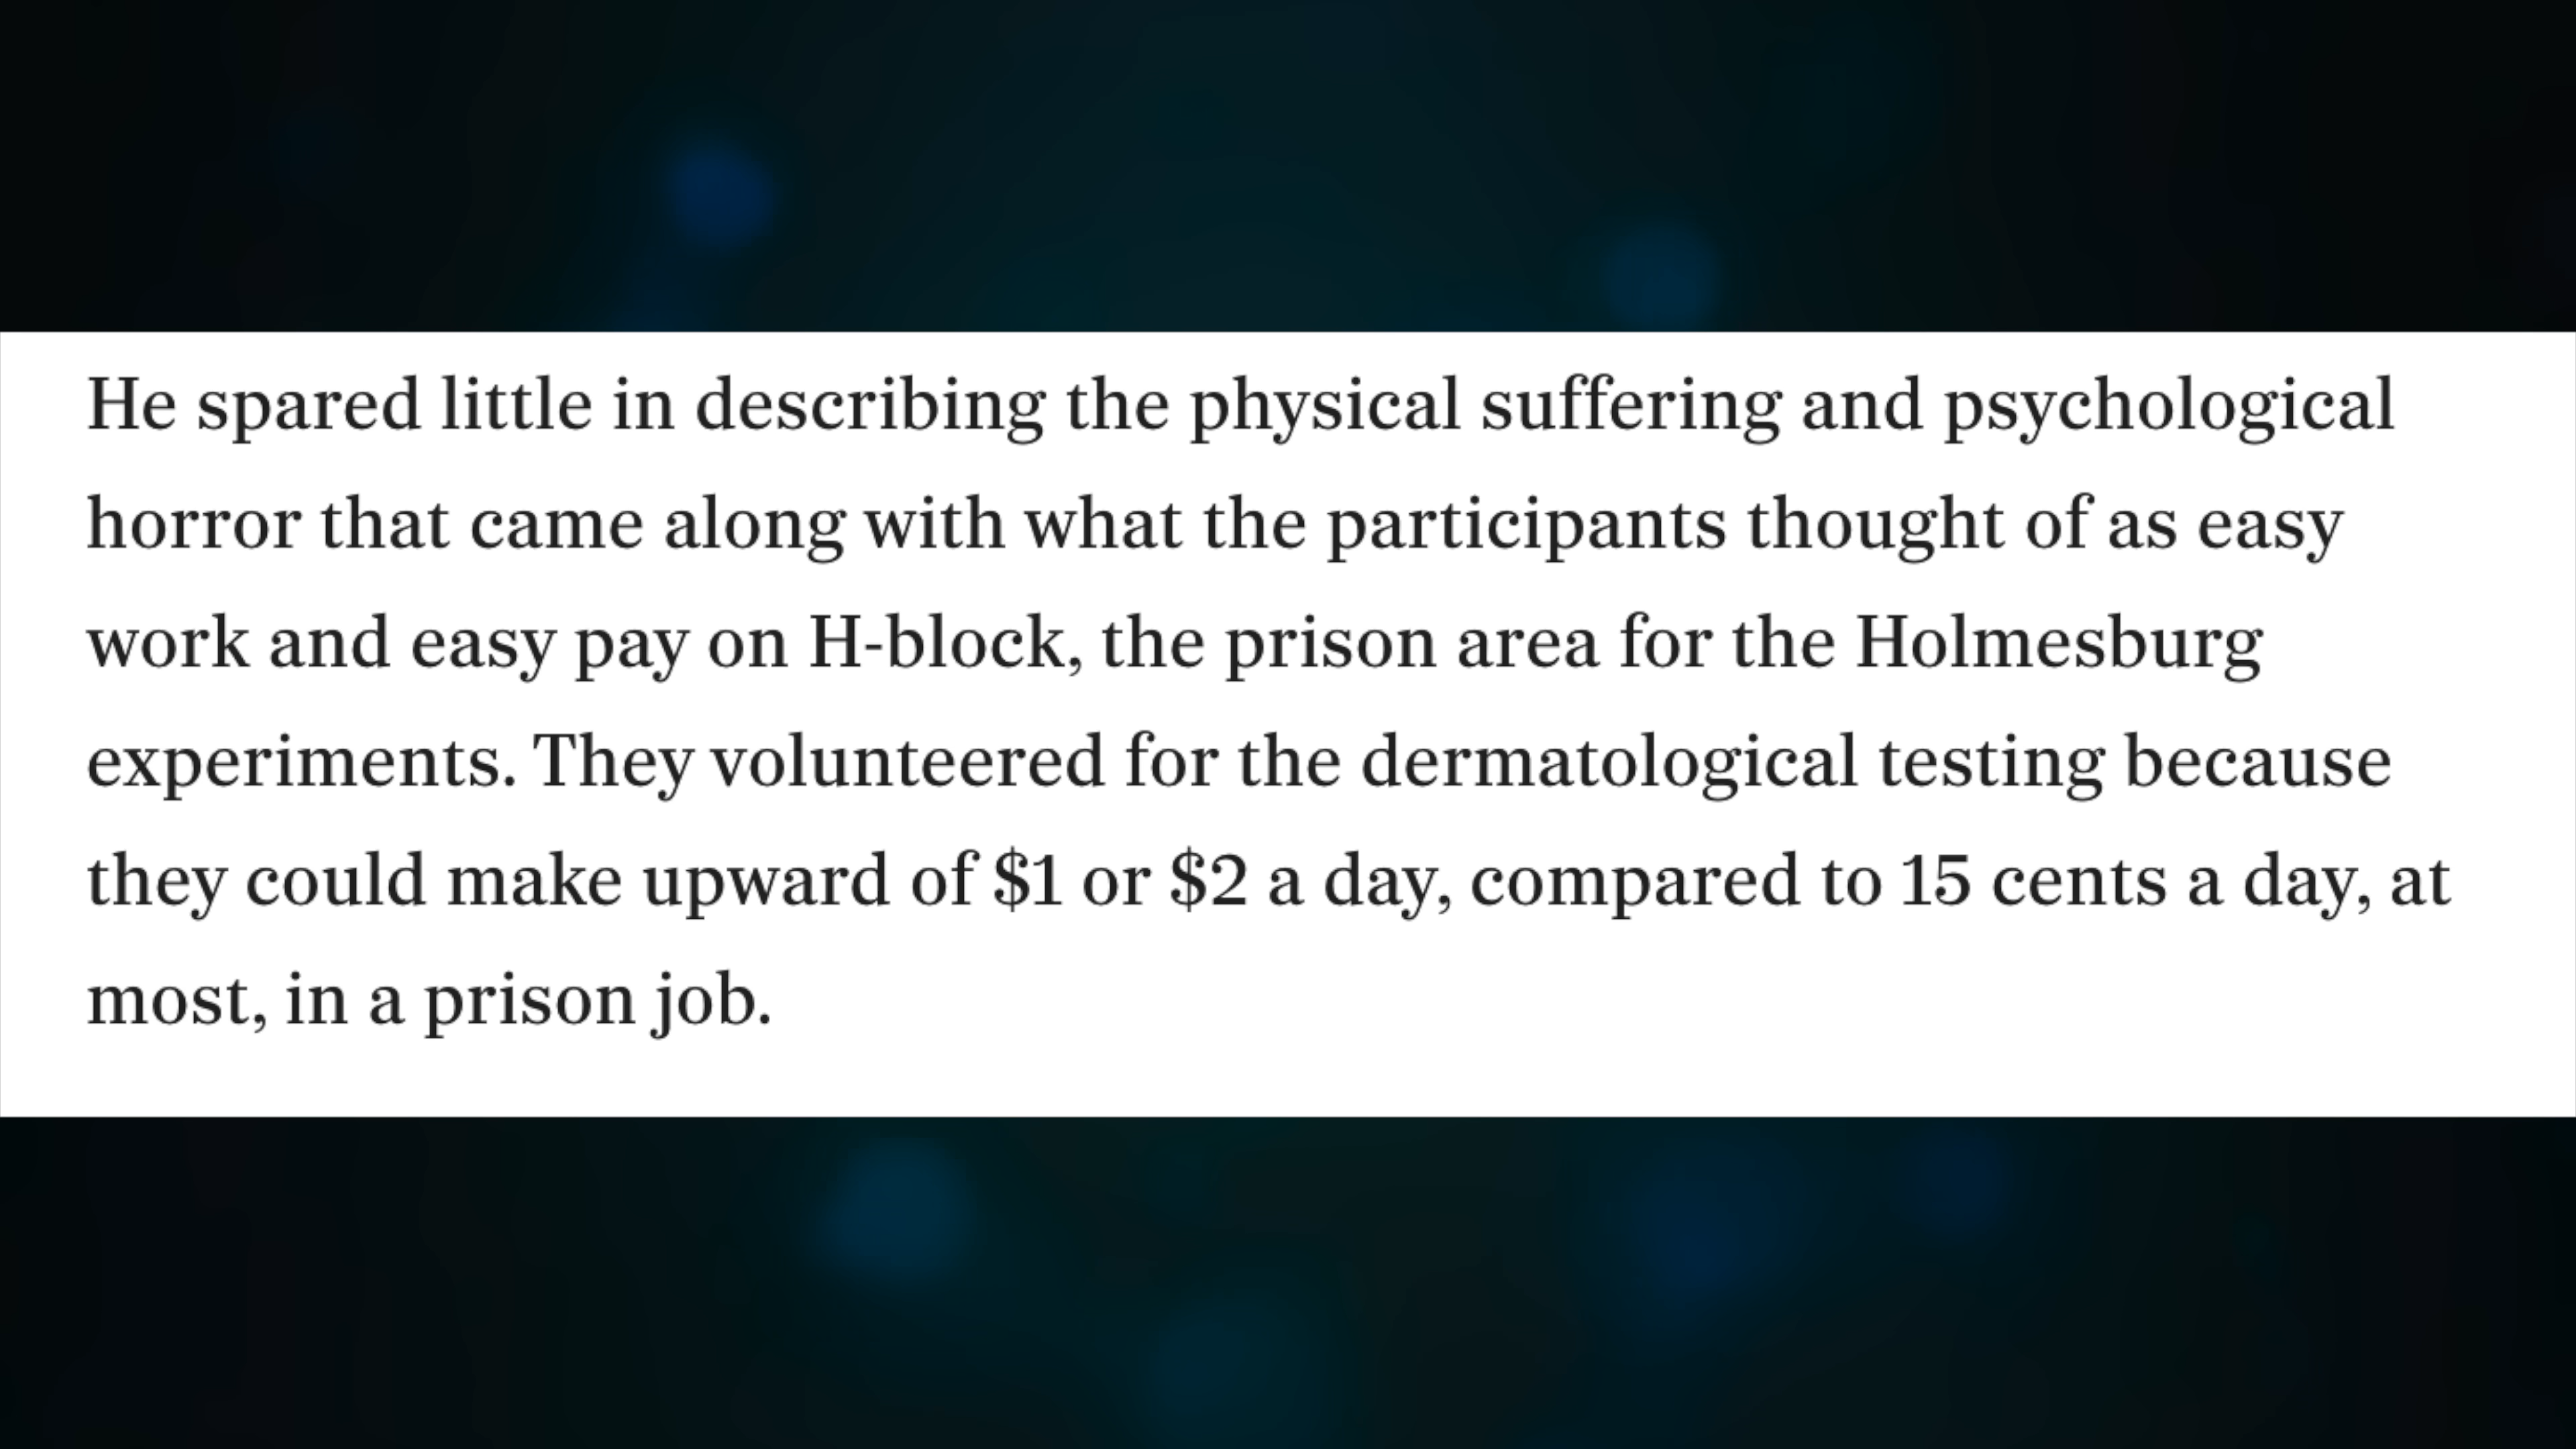 He spared little in describing the physical suffering and psychological
horror that came along with what the participants thought of as easy
work and easy pay on H-block, the prison area for the Holmesburg
experiments. They volunteered for the dermatological testing because
they could make upward of $1 or $2 a day, compared to 15 cents a day, at
most, in a prison job.